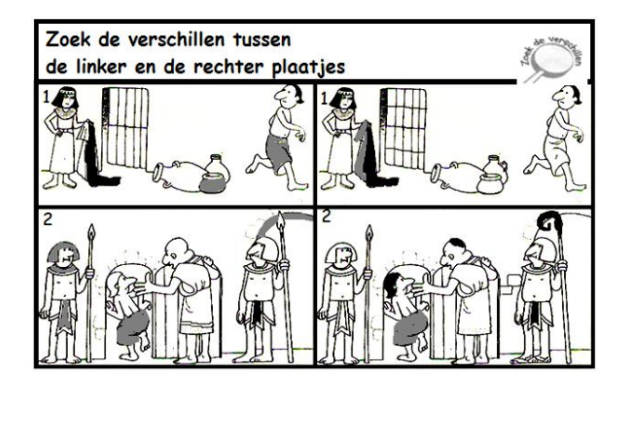 Zoek de verschillen tussen
de linker en de rechter plaatjes
Zoek de verschillen
1
1
2
2